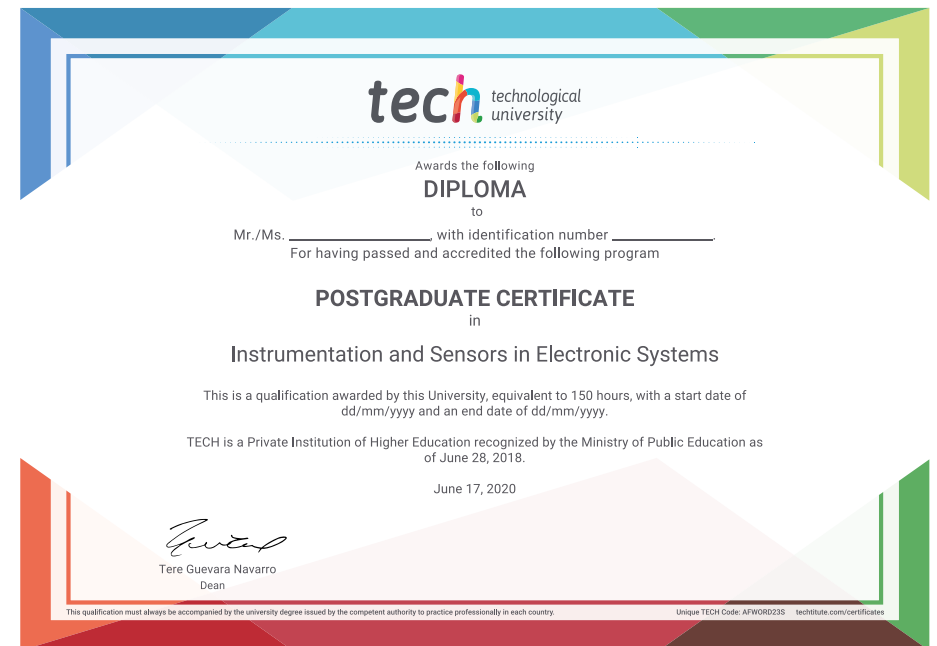 tech technological
university
Awards the following
DIPLOMA
to
Mr./Ms. ____________________, with identification number ______________.
For having passed and accredited the following program
POSTGRADUATE CERTIFICATE
in
Instrumentation and Sensors in Electronic Systems
This is a qualification awarded by this University, equivalent to 150 hours, with a start date of
dd/mm/yyyy and an end date of dd/mm/yyyy.
TECH is a Private Institution of Higher Education recognized by the Ministry of Public Education as
of June 28, 2018.
June 17, 2020
Tere Guevara Navarro
Dean
This qualification must always be accompanied by the university degree issued by the competent authority to practice professionally in each country.
Unique TECH Code: AFWORD23S techtitute.com/certificates